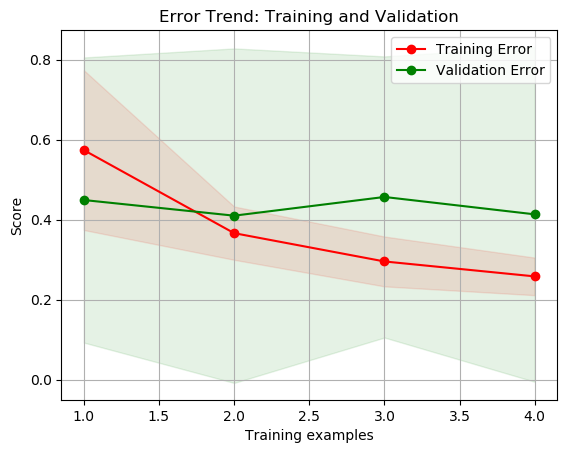 Error Trend: Training and Validation
Training Error
Validation Error
Score
0.8
0.6
0.4
0.2
0.0
1.0 1.5 2.0 2.5 3.0 3.5 4.0
Training examples